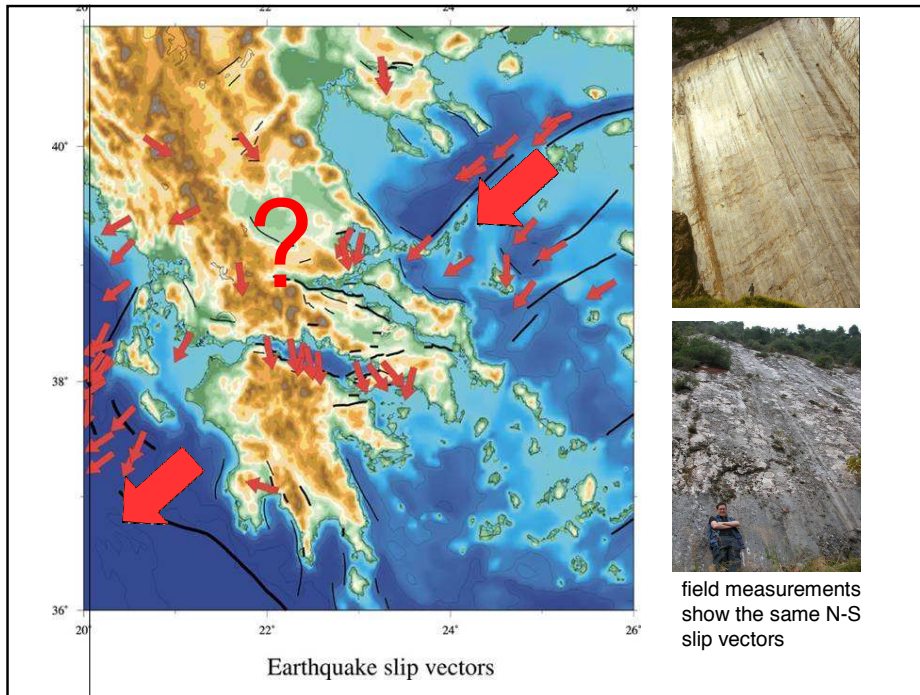 40˚
38˚
36˚
20˚ 22˚ 24˚ 26˚
?
Earthquake slip vectors
field measurements
show the same N-S
slip vectors